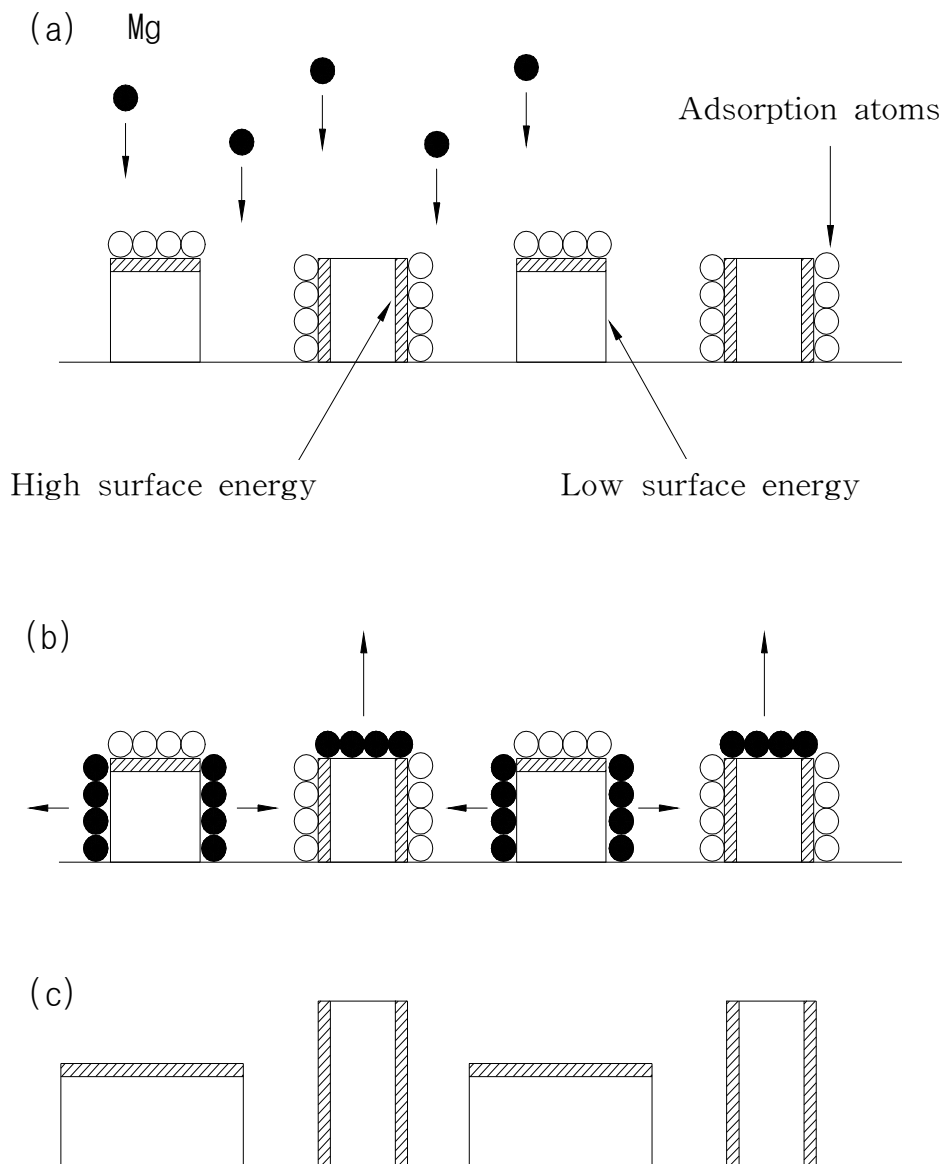 (a) Mg
Adsorption atoms
High surface energy
Low surface energy
(b)
(c)